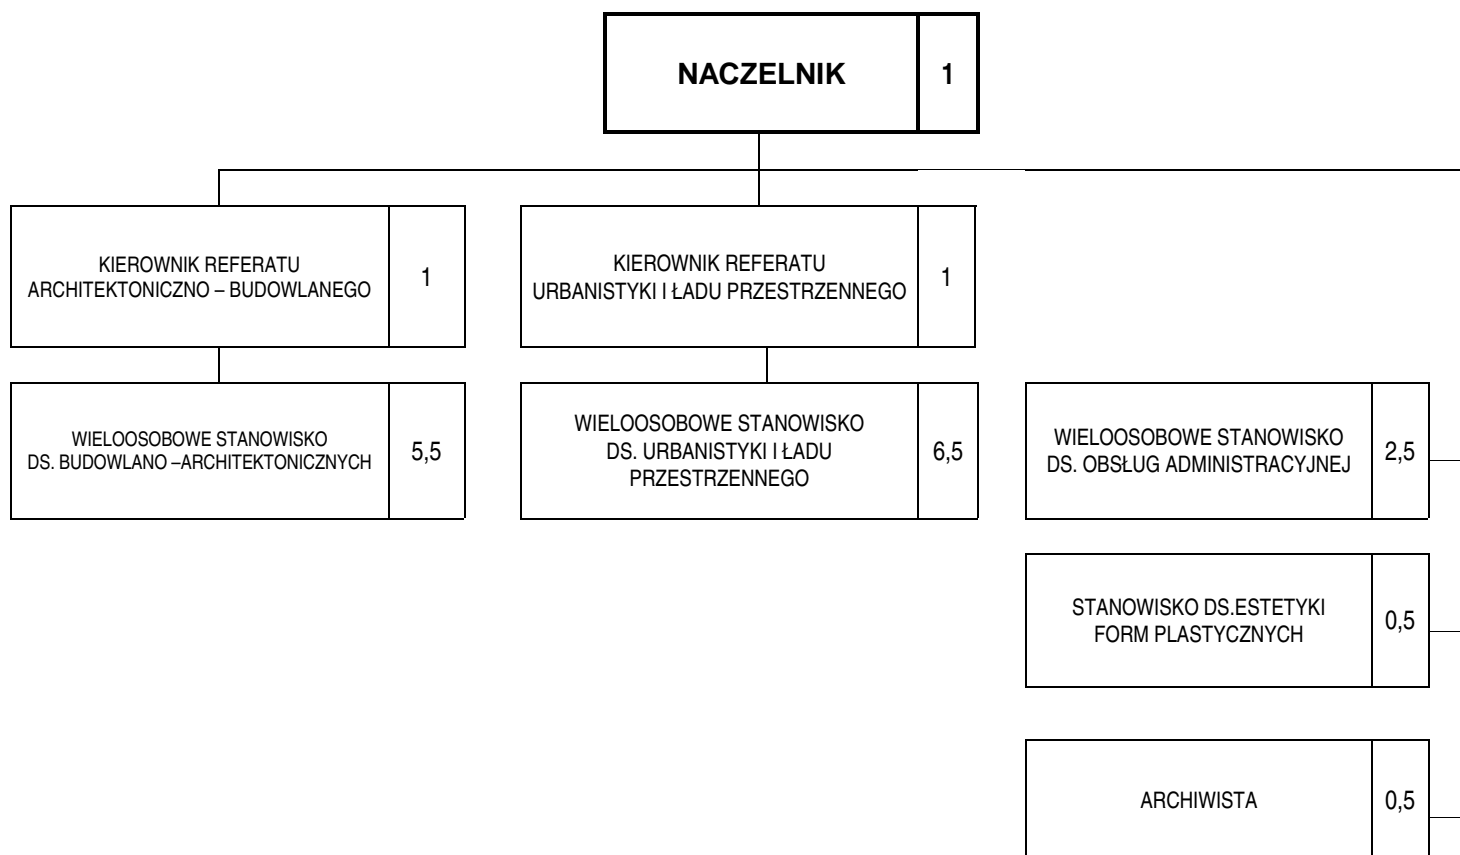 NACZELNIK
1
KIEROWNIK REFERATU
ARCHITEKTONICZNO – BUDOWLANEGO
1
KIEROWNIK REFERATU
URBANISTYKI I ŁADU PRZESTRZENNEGO
1
WIELOOSOBOWE STANOWISKO
DS. BUDOWLANO –ARCHITEKTONICZNYCH
5,5
WIELOOSOBOWE STANOWISKO
DS. URBANISTYKI I ŁADU
PRZESTRZENNEGO
6,5
WIELOOSOBOWE STANOWISKO
DS. OBSŁUG ADMINISTRACYJNEJ
2,5
STANOWISKO DS.ESTETYKI
FORM PLASTYCZNYCH
0,5
ARCHIWISTA
0,5